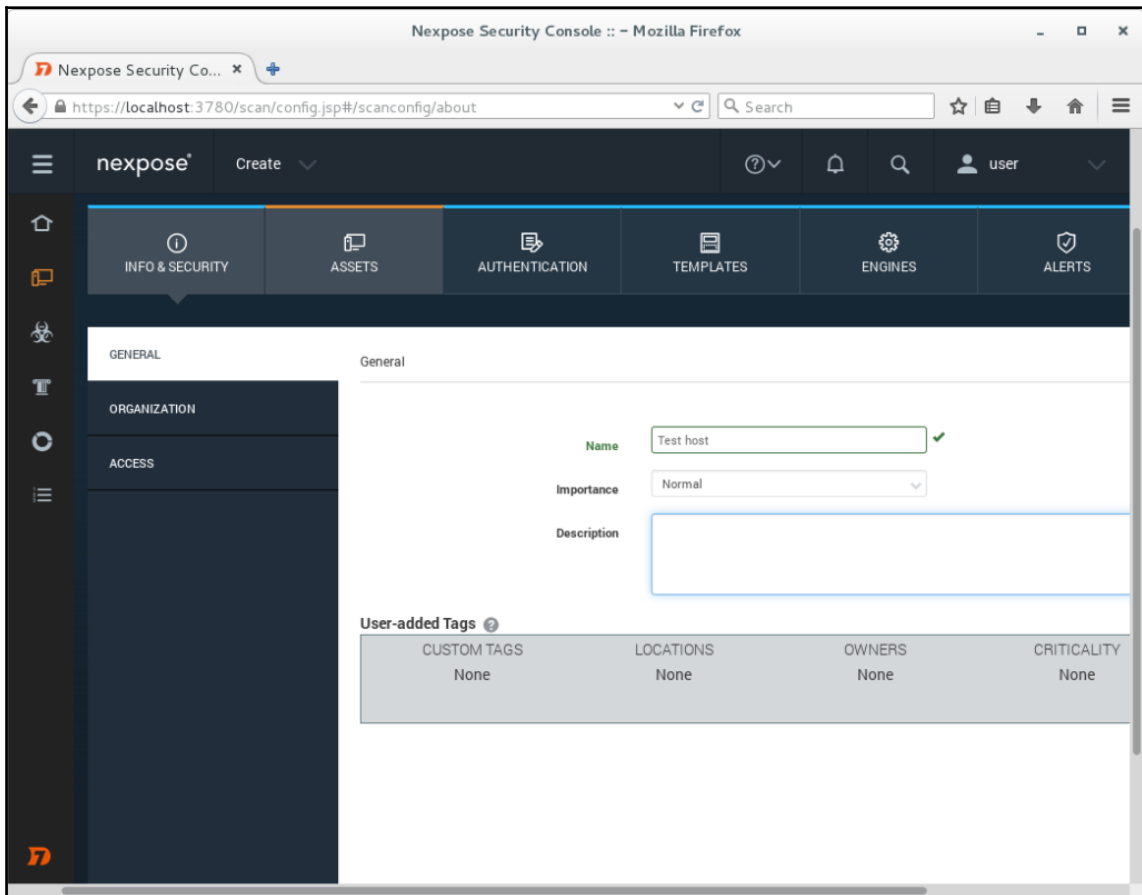 Nexpose Security Console :: - Mozilla Firefox
Nexpose Security Co...
https://localhost:3780/scan/config.jsp#/scanconfig/about
Search
nexpose®
Create
user
INFO & SECURITY
ASSETS
AUTHENTICATION
TEMPLATES
ENGINES
ALERTS
GENERAL
ORGANIZATION
ACCESS
General
Name
Test host
Importance
Normal
Description
User-added Tags
CUSTOM TAGS LOCATIONS OWNERS CRITICALITY
None None None None